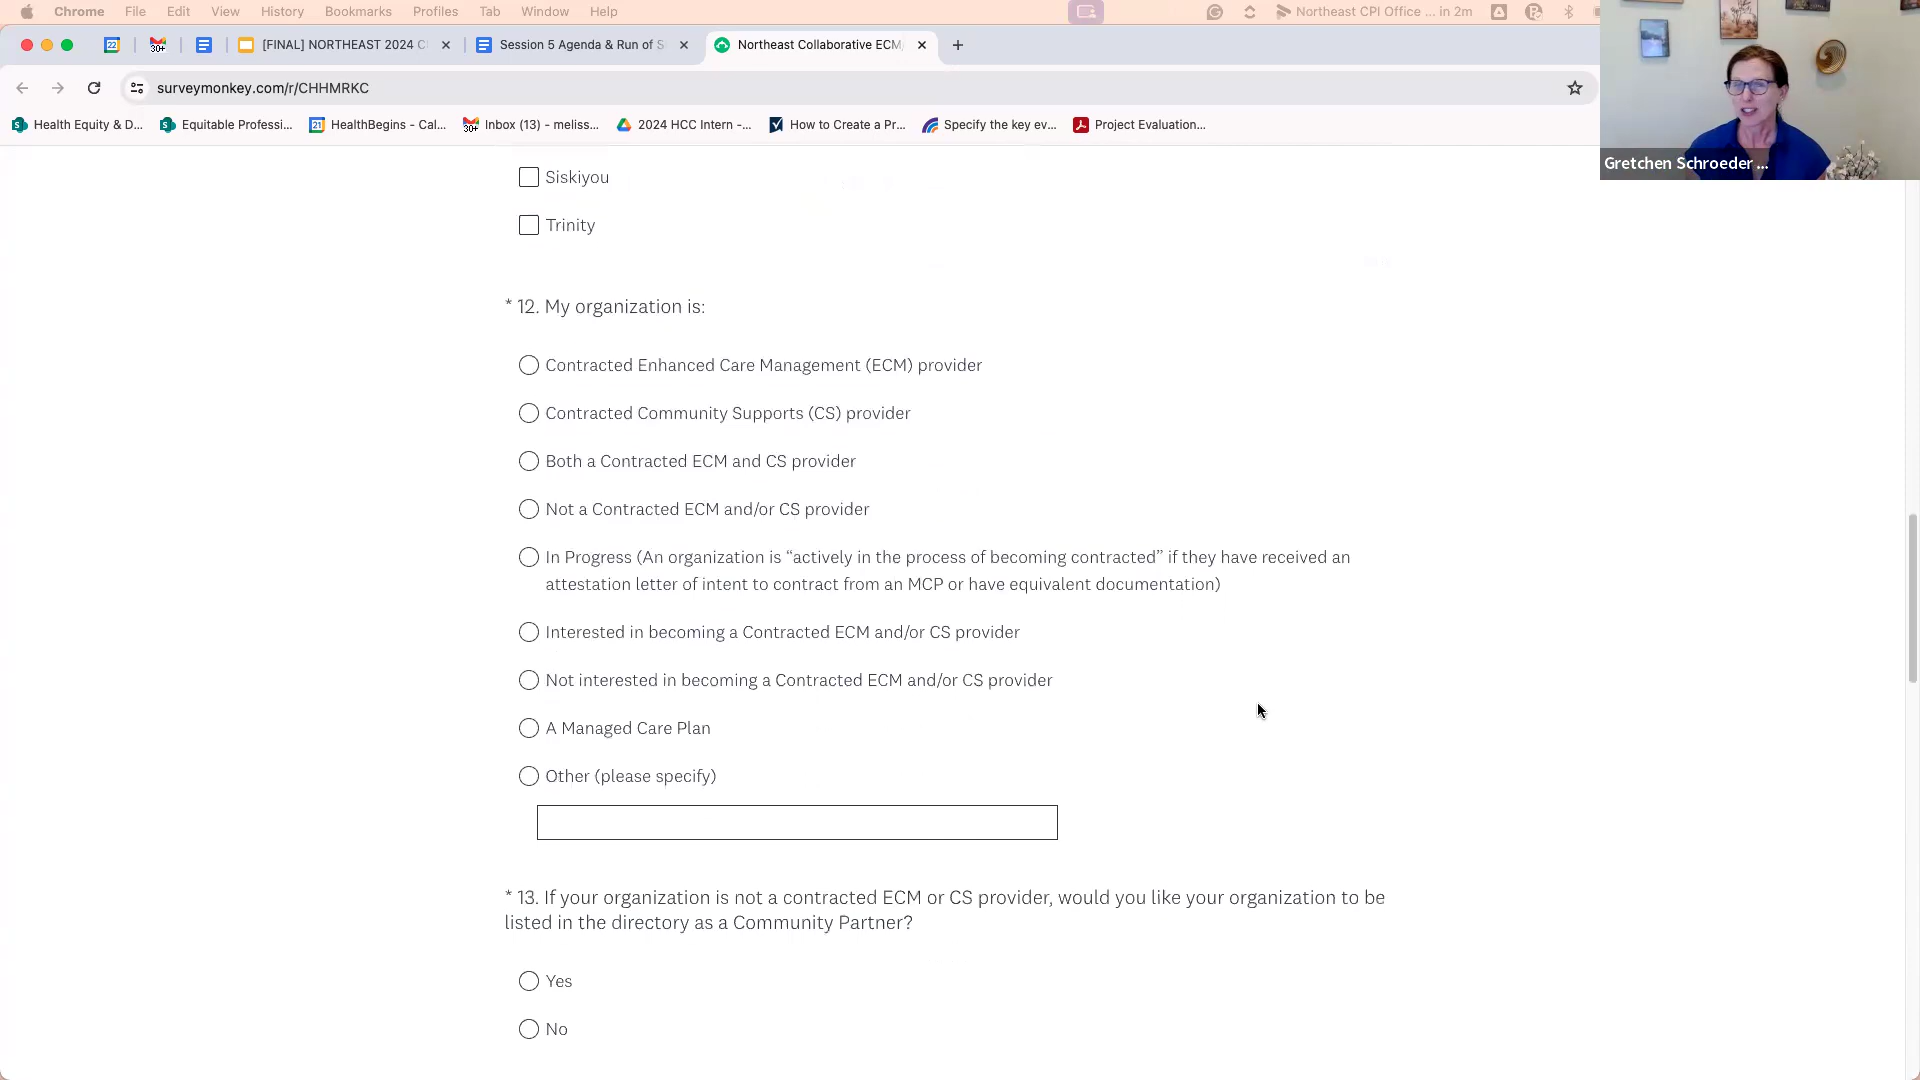 Chrome File Edit View History Bookmarks Profiles Tab Window Help Northeast CPI Office ... in 2m
22 30+ [FINAL] NORTHEAST 2024 C Session 5 Agenda & Run of S Northeast Collaborative ECM
surveymonkey.com/r/CHHMRKC
Health Equity & D... Equitable Professi... 21 HealthBegins - Cal... 30+ Inbox (13) – meliss... 2024 HCC Intern -... How to Create a Pr... Specify the key ev... Project Evaluation...
Gretchen Schroeder ...
Siskiyou
Trinity
* 12. My organization is:
Contracted Enhanced Care Management (ECM) provider
Contracted Community Supports (CS) provider
Both a Contracted ECM and CS provider
Not a Contracted ECM and/or CS provider
In Progress (An organization is “actively in the process of becoming contracted” if they have received an
attestation letter of intent to contract from an MCP or have equivalent documentation)
Interested in becoming a Contracted ECM and/or CS provider
Not interested in becoming a Contracted ECM and/or CS provider
A Managed Care Plan
Other (please specify)
* 13. If your organization is not a contracted ECM or CS provider, would you like your organization to be
listed in the directory as a Community Partner?
Yes
No